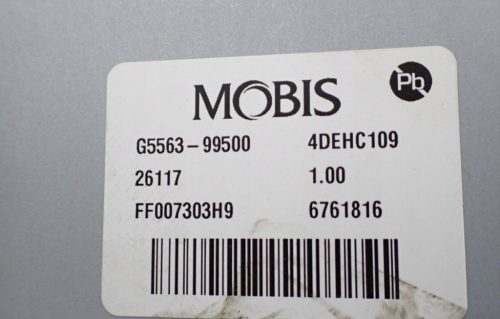 Pb
MOBIS
G5563-99500 4DEHC109
26117 1.00
FF007303H9 6761816